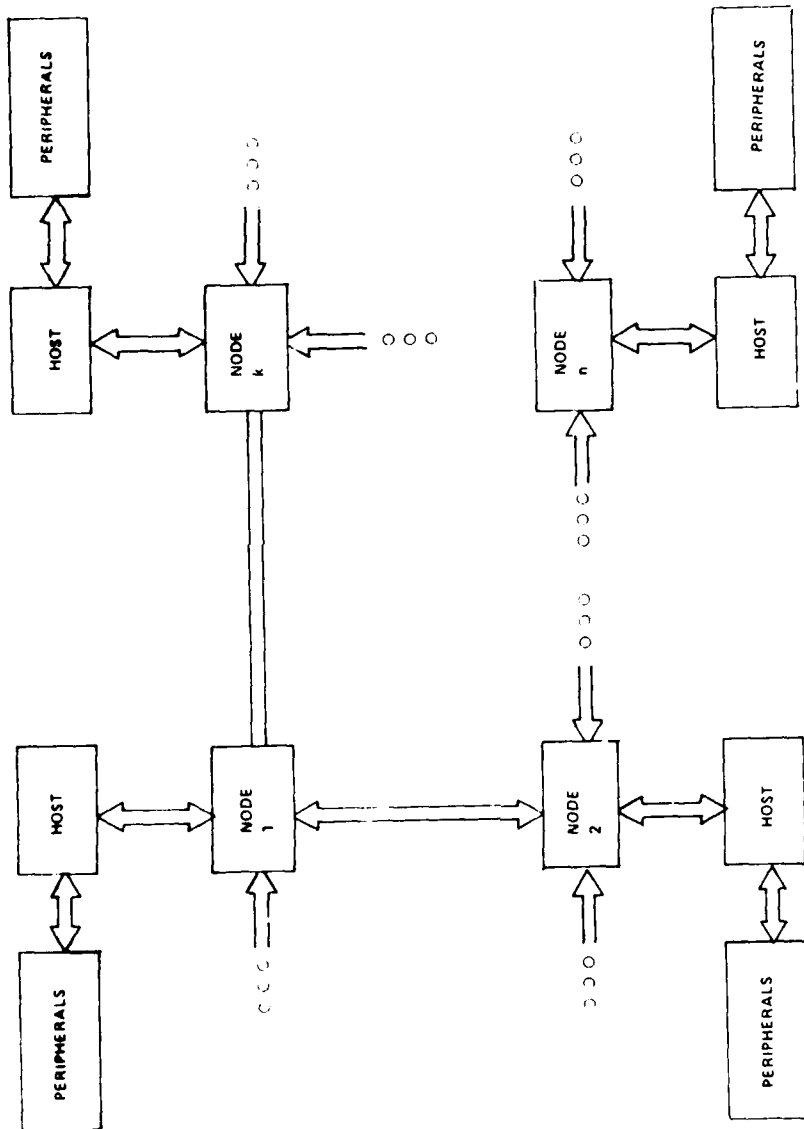 PERIPHERALS
HOST
HOST
PERIPHERALS
NODE
1
NODE
k
NODE
2
NODE
n
PERIPHERALS
HOST
HOST
PERIPHERALS